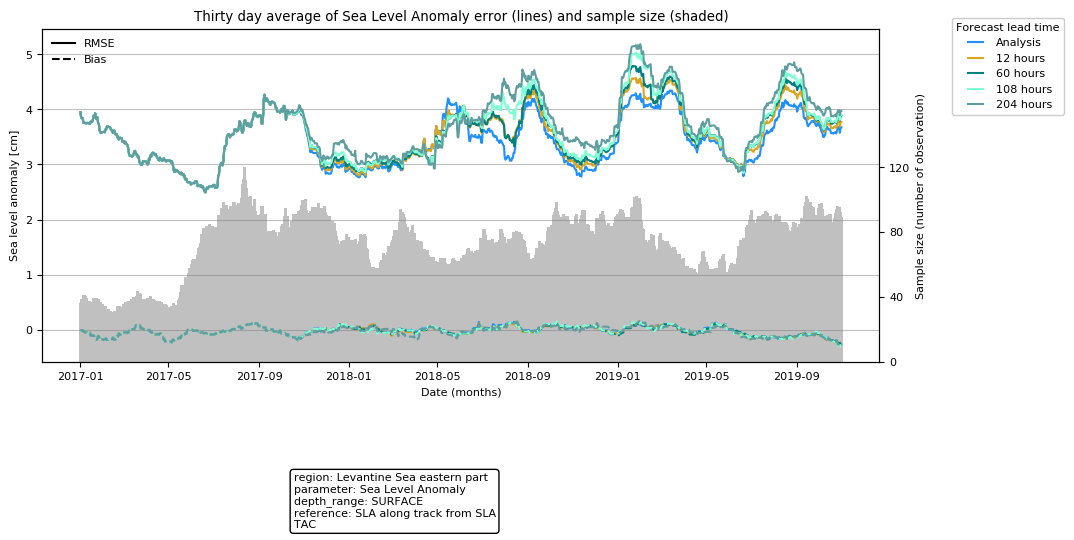 Thirty day average of Sea Level Anomaly error (lines) and sample size (shaded)
RMSE
Bias
Forecast lead time
Analysis
12 hours
60 hours
108 hours
204 hours
Sea level anomaly [cm]
5
4
3
2
1
0
Sample size (number of observation)
120
80
40
0
2017-01
2017-05
2017-09
2018-01
2018-05
2018-09
2019-01
2019-05
2019-09
Date (months)
region: Levantine Sea eastern part
parameter: Sea Level Anomaly
depth_range: SURFACE
reference: SLA along track from SLA
TAC